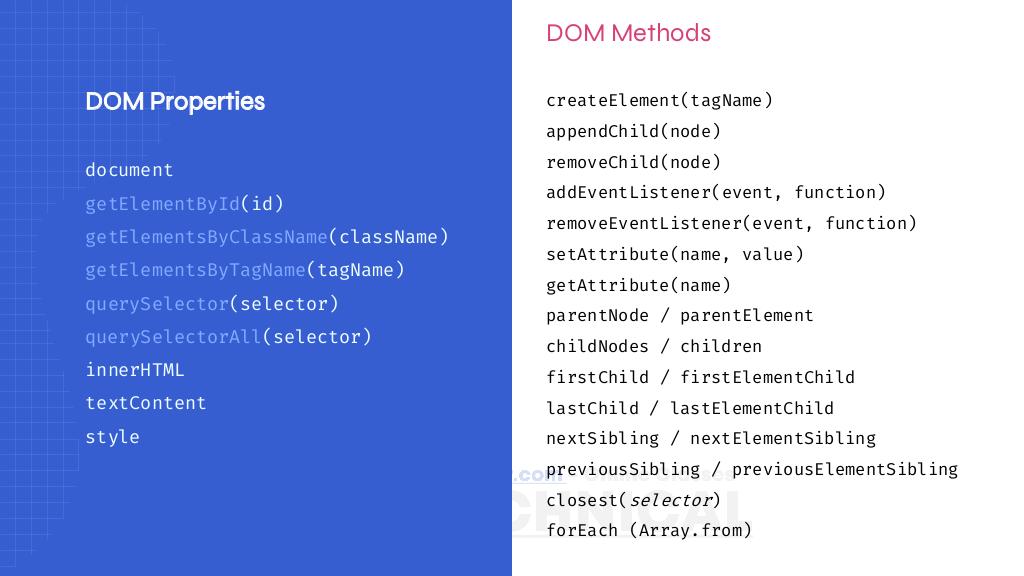 DOM Properties
document
getElementById(id)
getElementsByClassName(className)
getElementsByTagName(tagName)
querySelector(selector)
querySelectorAll(selector)
innerHTML
textContent
style
DOM Methods
createElement(tagName)
appendChild(node)
removeChild(node)
addEventListener(event, function)
removeEventListener(event, function)
setAttribute(name, value)
getAttribute(name)
parentNode / parentElement
childNodes / children
firstChild / firstElementChild
lastChild / lastElementChild
nextSibling / nextElementSibling
previousSibling / previousElementSibling
closest(selector)
forEach (Array.from)